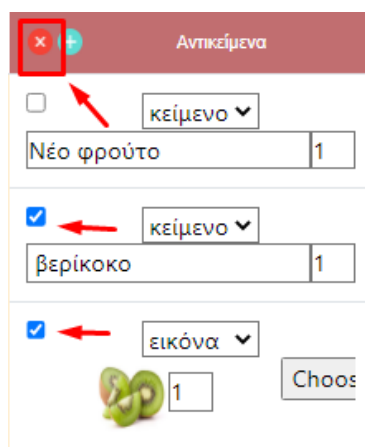 Αντικείμενα
κείμενο
Νέο φρούτο 1
κείμενο
βερίκοκο 1
εικόνα
1 Choos